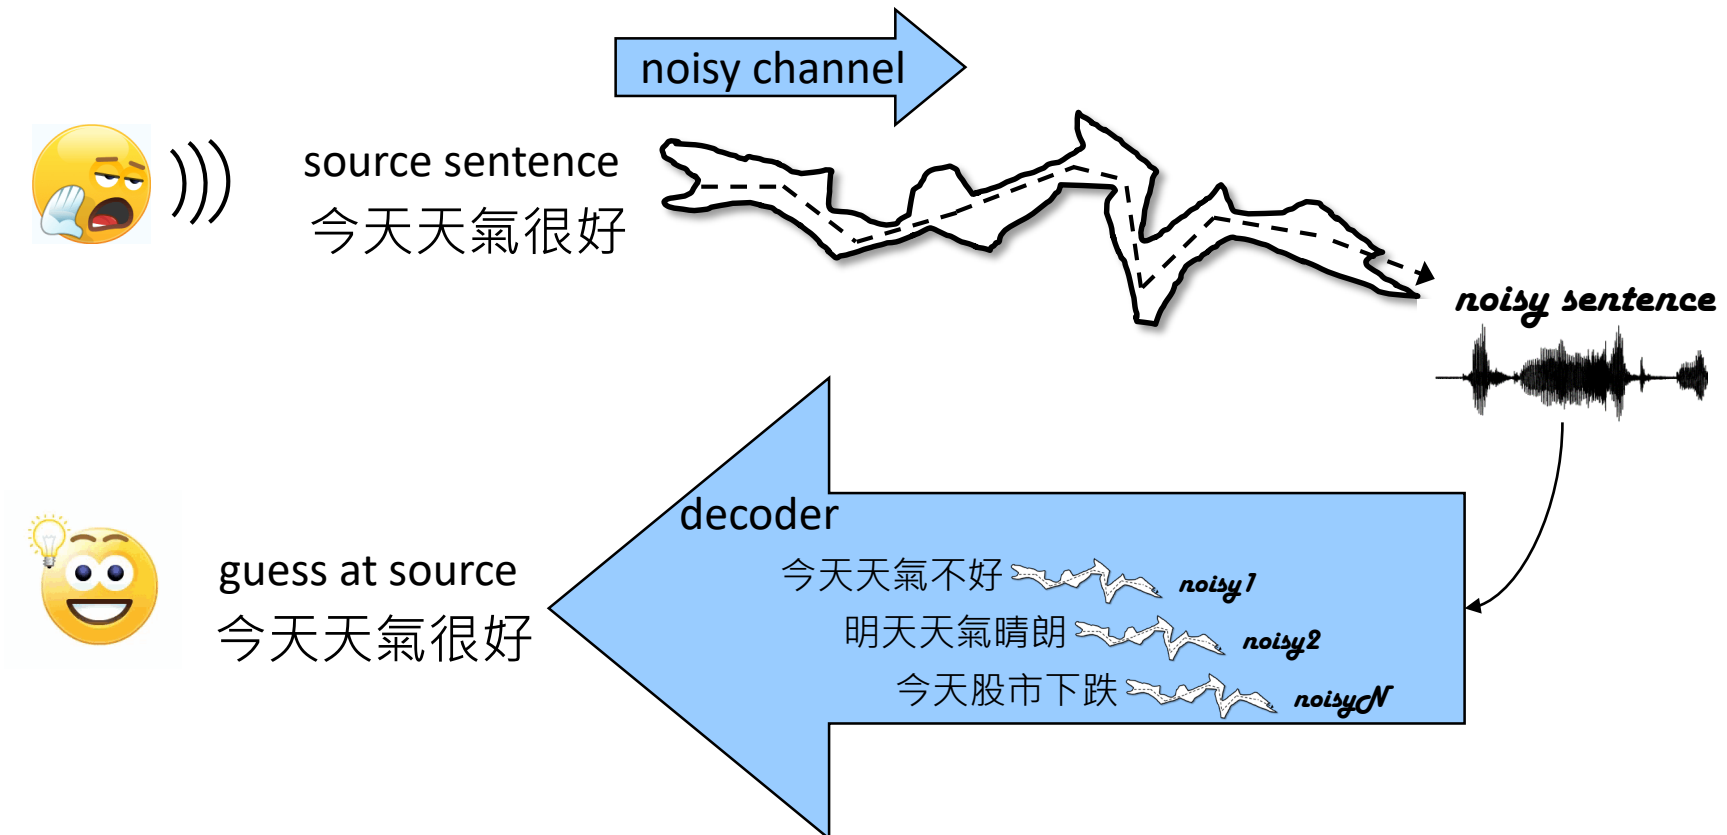 noisy channel
source sentence
今天天氣很好
noisy sentence
decoder
今天天氣不好 noisy1
明天天氣晴朗 noisy2
今天股市下跌 noisyN
guess at source
今天天氣很好